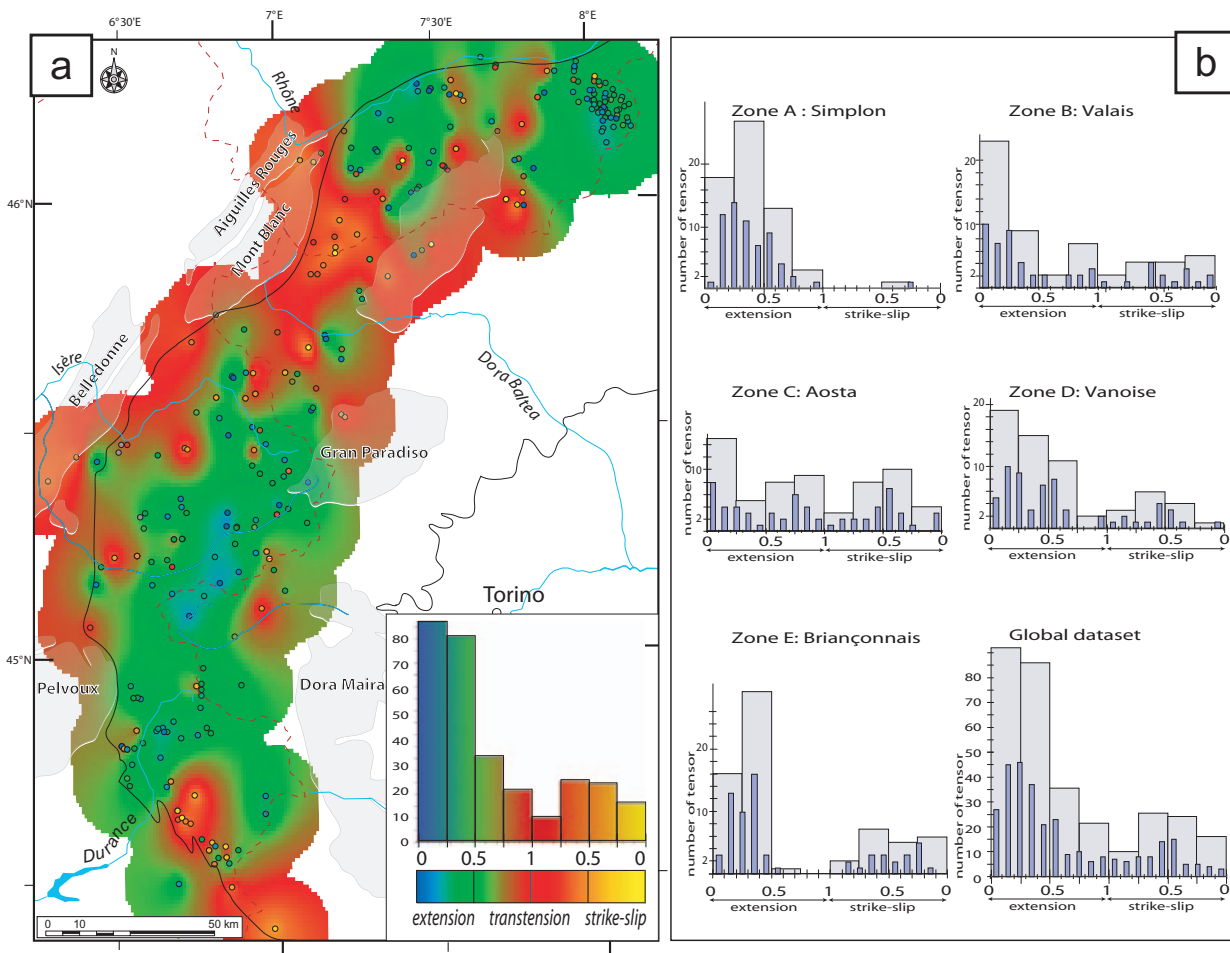 6°30'E 7°E 7°30'E 8°E
a
N
Rhône
Aiguilles Rouges
Mont Blanc
46°N
Isère
Belledonne
Dora Baltea
Gran Paradiso
Torino
45°N
Pelvoux
Dora Maira
Durance
0 10 50 km
80
70
60
50
40
30
20
10
0
0 0.5 1 0.5 0
extension transtension strike-slip
b
Zone A : Simplon
number of tensor
20
10
2
0 0.5 1 0.5 0
extension strike-slip
Zone B: Valais
number of tensor
20
10
2
0 0.5 1 0.5 0
extension strike-slip
Zone C: Aosta
number of tensor
10
2
0 0.5 1 0.5 0
extension strike-slip
Zone D: Vanoise
number of tensor
20
10
2
0 0.5 1 0.5 0
extension strike-slip
Zone E: Briançonnais
number of tensor
20
10
2
0 0.5 1 0.5 0
extension strike-slip
Global dataset
number of tensor
90
80
70
60
50
40
30
20
10
0
0 0.5 1 0.5 0
extension strike-slip